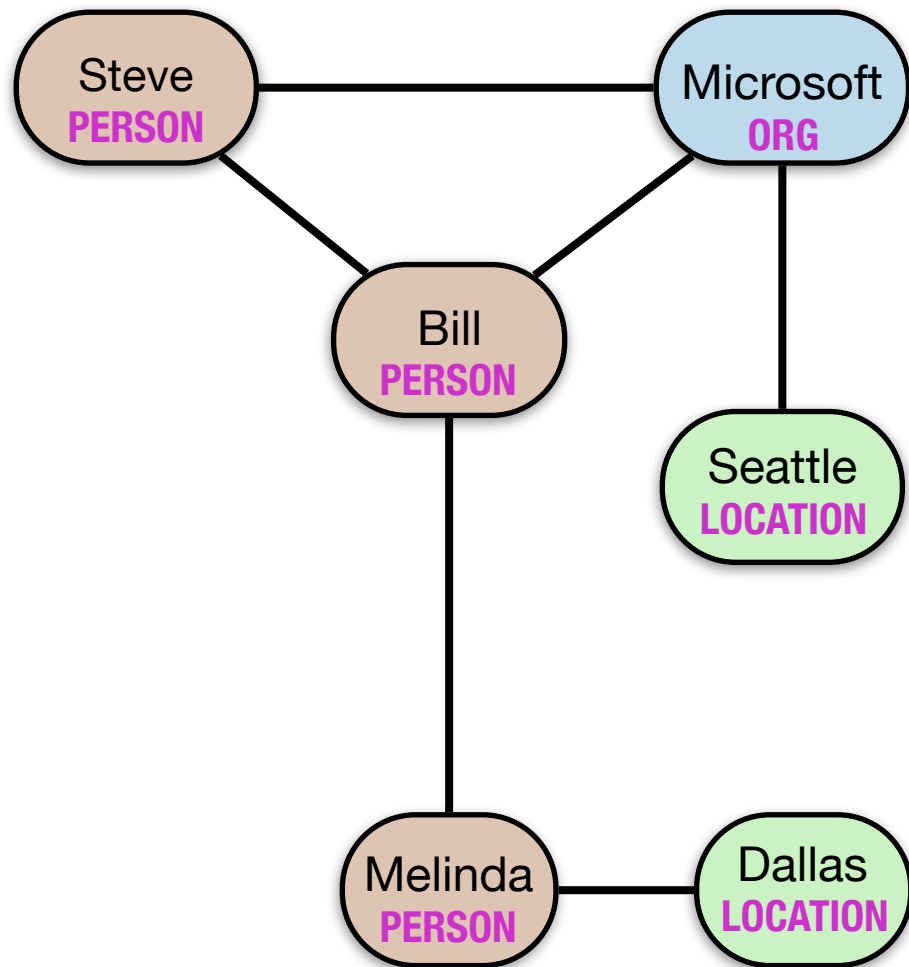 Steve
PERSON
Microsoft
ORG
Bill
PERSON
Seattle
LOCATION
Melinda
PERSON
Dallas
LOCATION